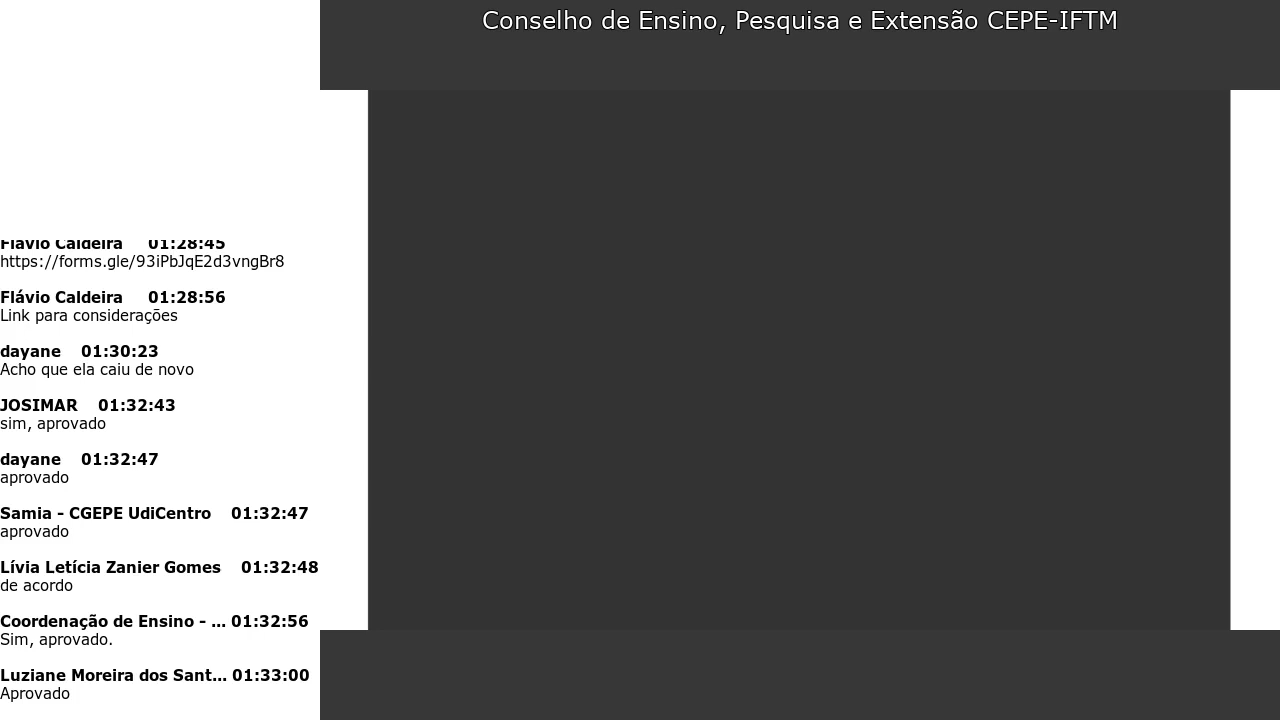 Conselho de Ensino, Pesquisa e Extensão CEPE-IFTM
Flávio Caldeira 01:28:45
https://forms.gle/93iPbJqE2d3vngBr8
Flávio Caldeira 01:28:56
Link para considerações
dayane 01:30:23
Acho que ela caiu de novo
JOSIMAR 01:32:43
sim, aprovado
dayane 01:32:47
aprovado
Samia - CGEPE UdiCentro 01:32:47
aprovado
Lívia Letícia Zanier Gomes 01:32:48
de acordo
Coordenação de Ensino - ... 01:32:56
Sim, aprovado.
Luziane Moreira dos Sant... 01:33:00
Aprovado